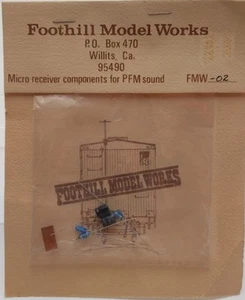 Foothill Model Works
P.O. Box 470
Willits, Ca.
95490
Micro receiver components for PFM sound FMW-02
FOOTHILL MODEL WORKS